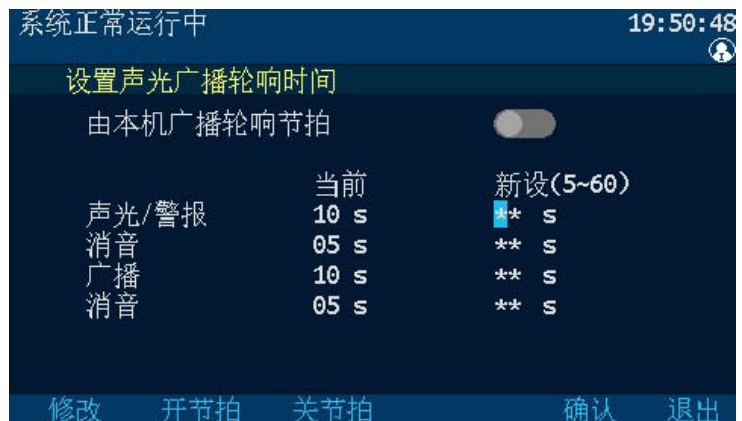 系统正常运行中 19:50:48
设置声光广播轮响时间
由本机广播轮响节拍
当前 新设(5~60)
声光/警报 10 s ** s
消音 05 s ** s
广播 10 s ** s
消音 05 s ** s
修改 开节拍 关节拍 确认 退出